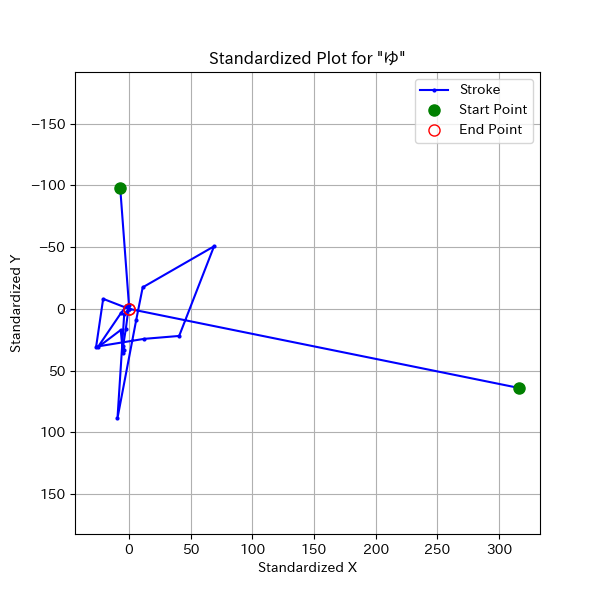 Standardized Plot for "ゆ"
Stroke
Start Point
End Point
−150
−100
−50
0
50
100
150
0 50 100 150 200 250 300
Standardized X
Standardized Y